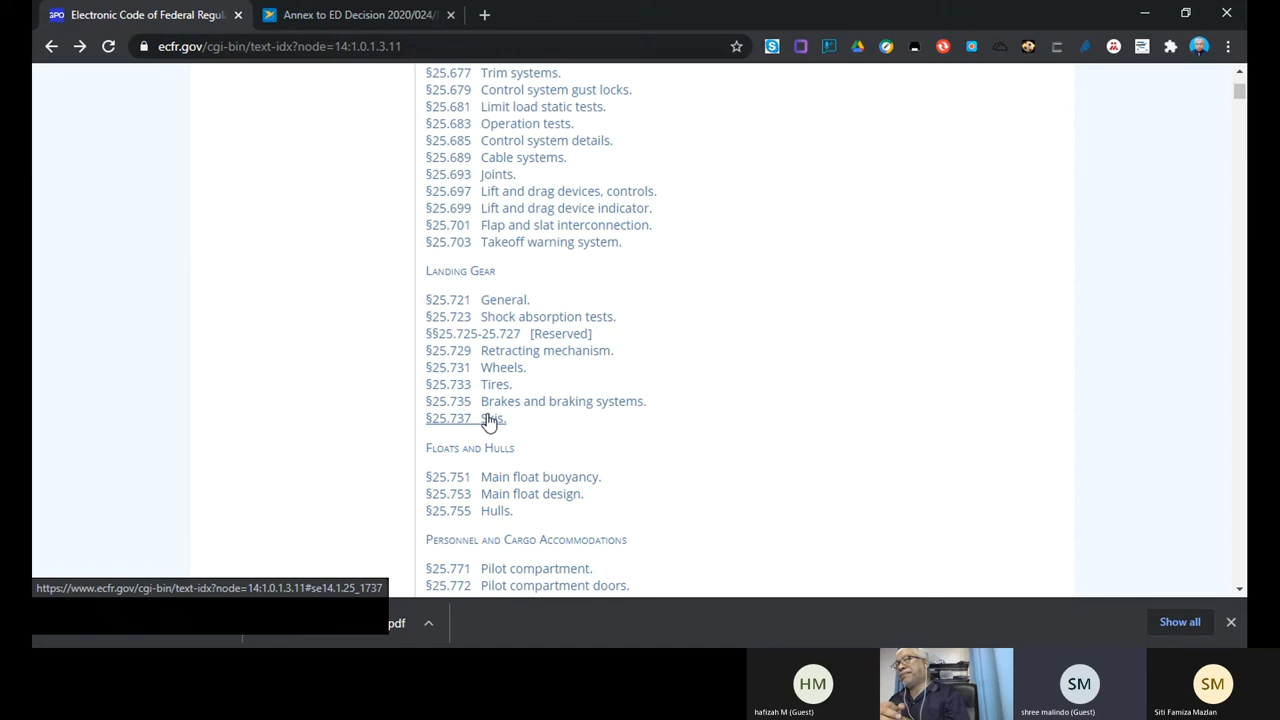 Electronic Code of Federal Regul
Annex to ED Decision 2020/024/
ecfr.gov/cgi-bin/text-idx?node=14:1.0.1.3.11
§25.677 Trim systems.
§25.679 Control system gust locks.
§25.681 Limit load static tests.
§25.683 Operation tests.
§25.685 Control system details.
§25.689 Cable systems.
§25.693 Joints.
§25.697 Lift and drag devices, controls.
§25.699 Lift and drag device indicator.
§25.701 Flap and slat interconnection.
§25.703 Takeoff warning system.
Landing Gear
§25.721 General.
§25.723 Shock absorption tests.
§§25.725-25.727 [Reserved]
§25.729 Retracting mechanism.
§25.731 Wheels.
§25.733 Tires.
§25.735 Brakes and braking systems.
§25.737 Skis.
Floats and Hulls
§25.751 Main float buoyancy.
§25.753 Main float design.
§25.755 Hulls.
Personnel and Cargo Accommodations
§25.771 Pilot compartment.
§25.772 Pilot compartment doors.
https://www.ecfr.gov/cgi-bin/text-idx?node=14:1.0.1.3.11#se14.1.25_1737
pdf
Show all
HM
hafizah M (Guest)
SM
shree malindo (Guest)
SM
Siti Famiza Mazlan